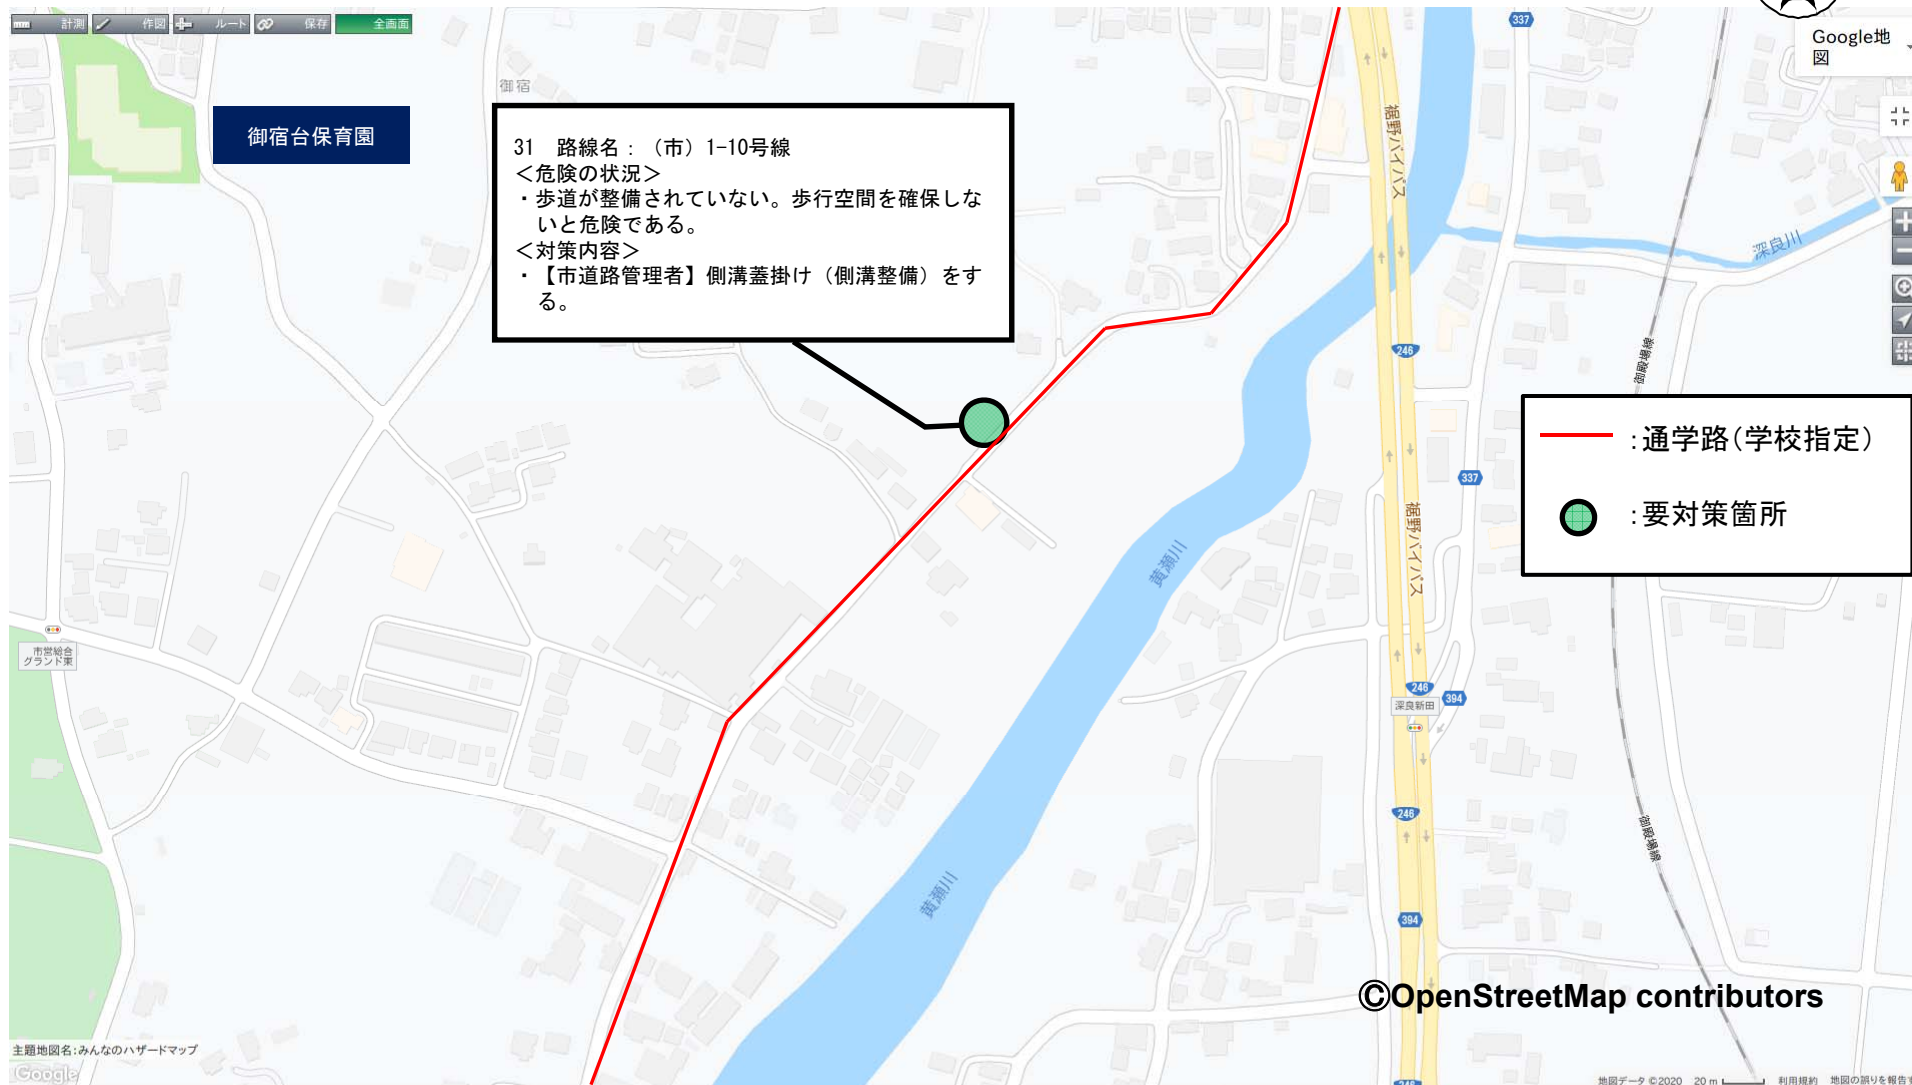 計測
作図
ルート
保存
全画面
337
Google地
図
御宿
御宿台保育園
裾野バイパス
31 路線名：（市）1-10号線
＜危険の状況＞
・歩道が整備されていない。歩行空間を確保しな
いと危険である。
＜対策内容＞
・【市道路管理者】側溝蓋掛け（側溝整備）をす
る。
深良川
246
御殿場線
：通学路（学校指定）
：要対策箇所
337
裾野バイパス
黄瀬川
市営総合
グランド東
246
394
深良新田
246
御殿場線
黄瀬川
394
©OpenStreetMap contributors
主題地図名:みんなのハザードマップ
Google
246
地図データ ©2020
20 m
利用規約
地図の誤りを報告す